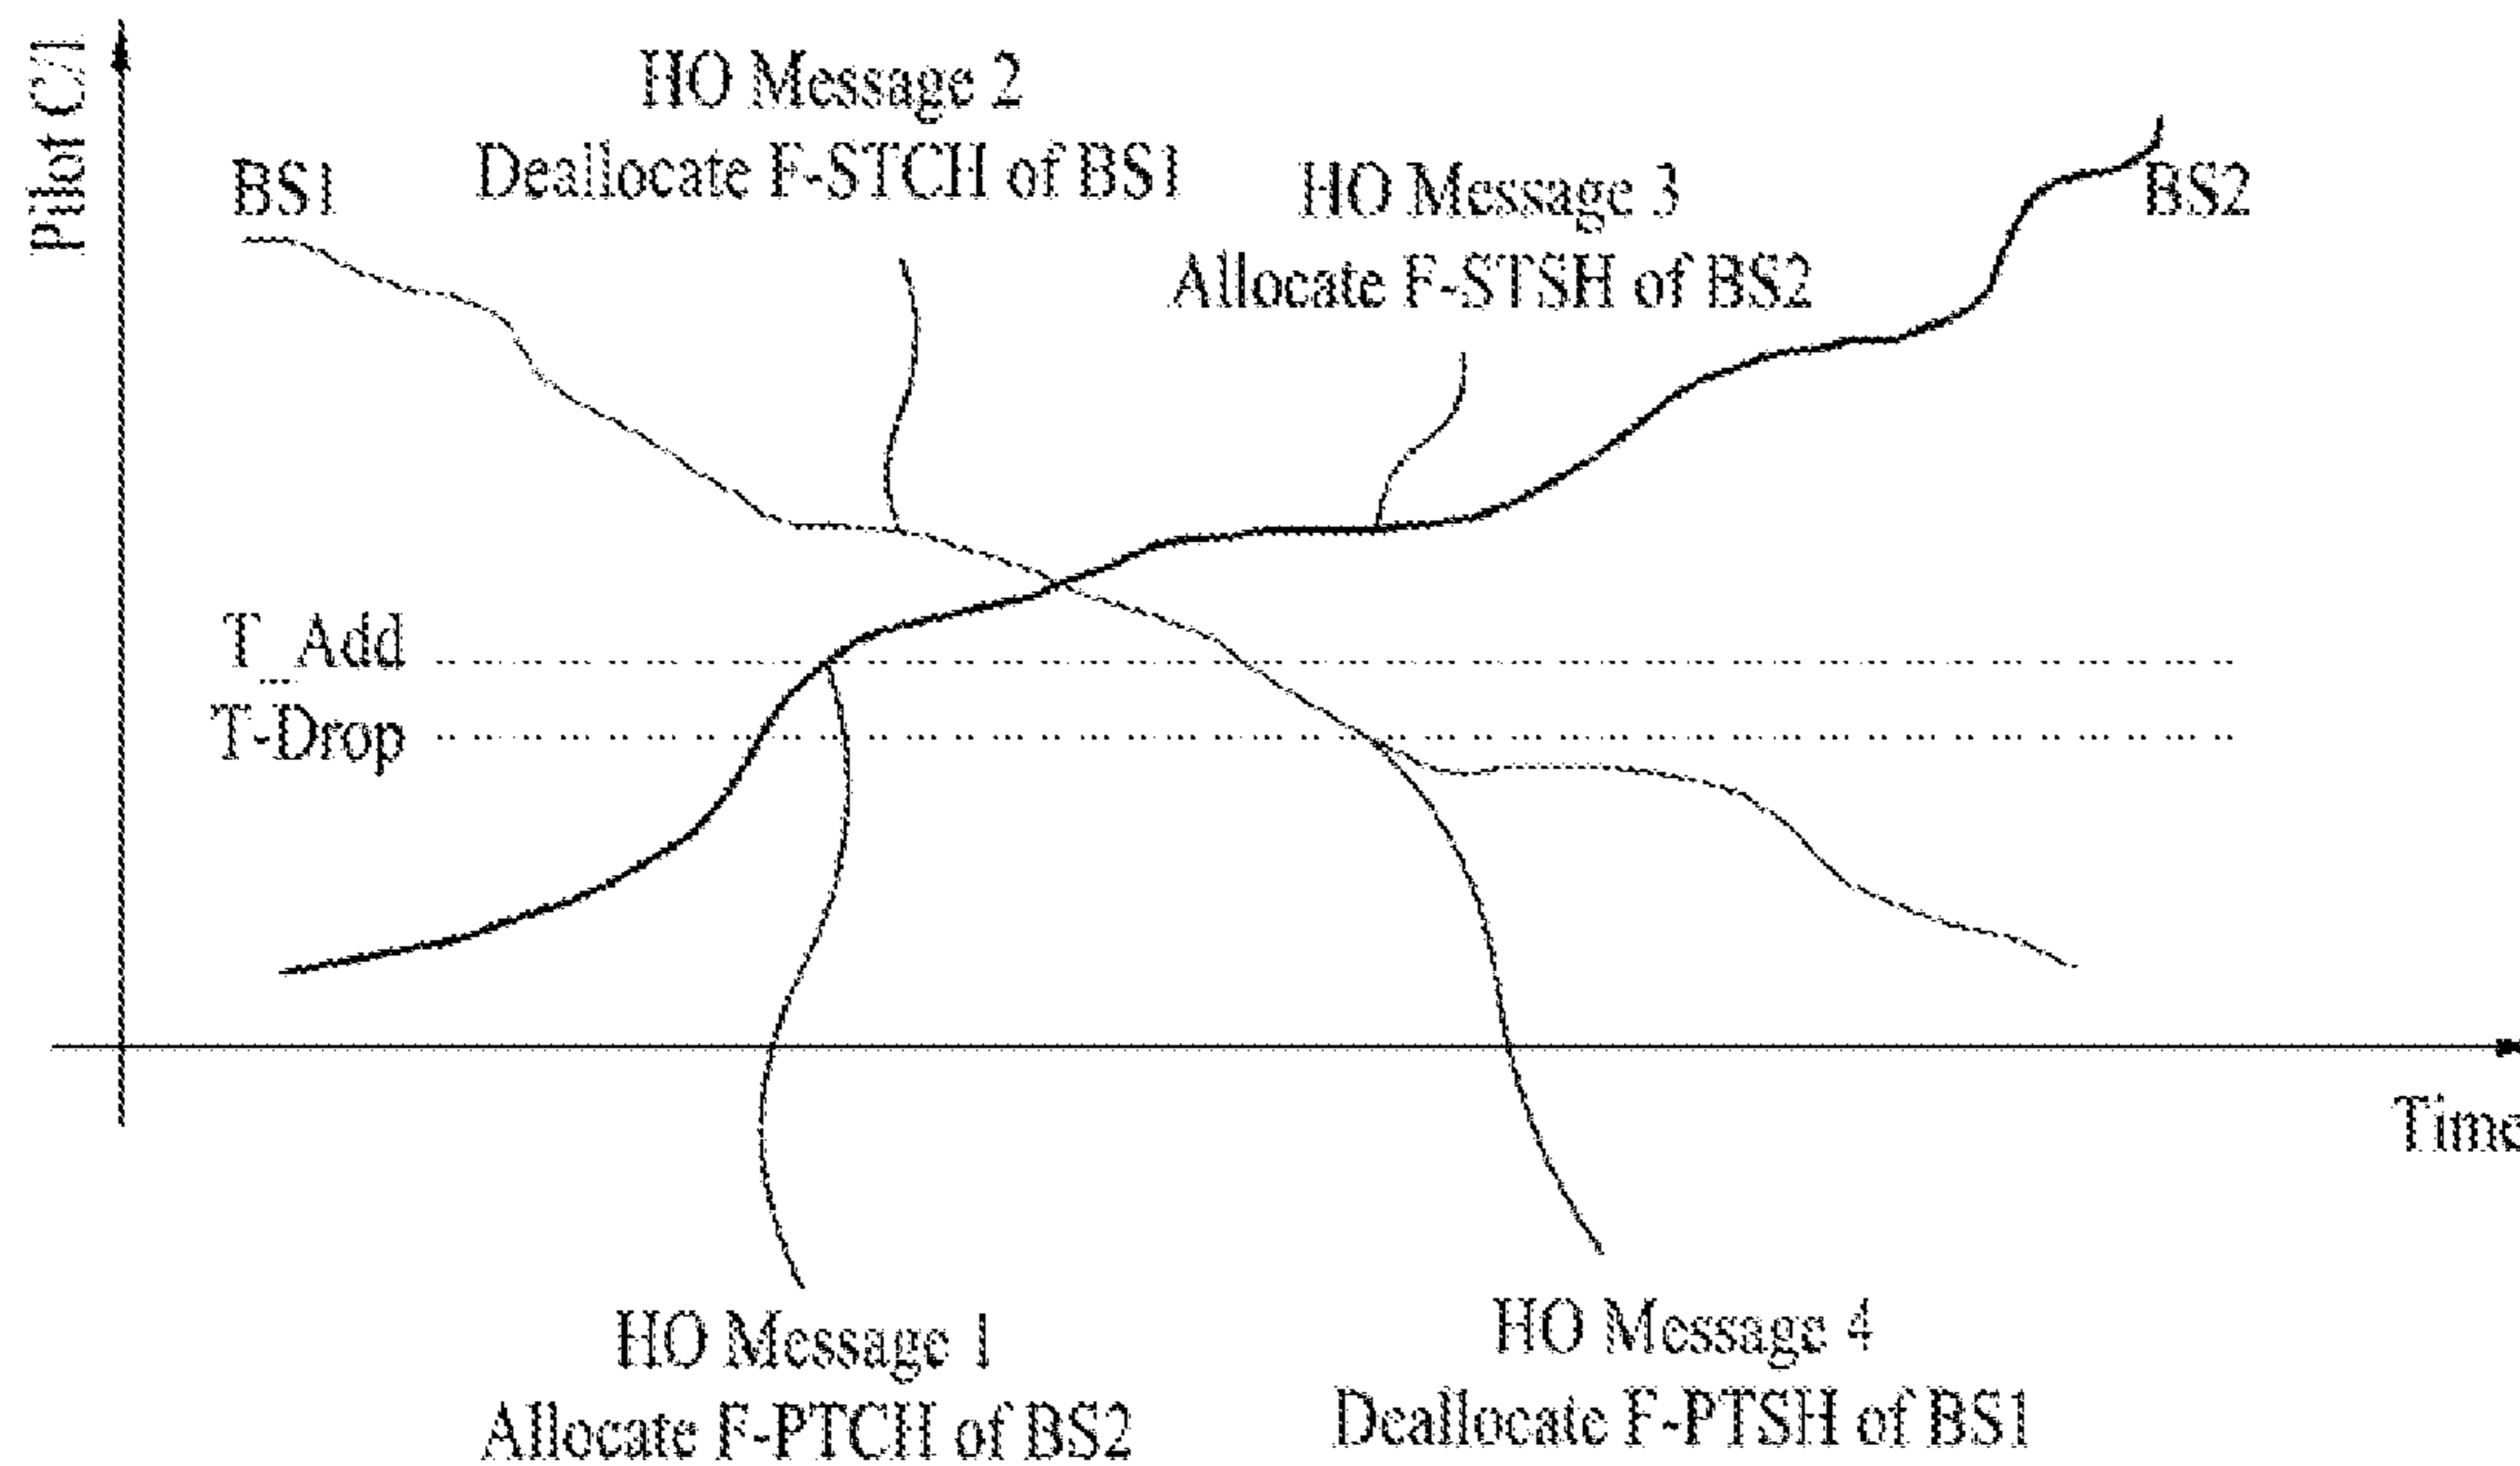 Pilot C/I
HO Message 2
Deallocate F-STCH of BS1
BS1
HO Message 3
Allocate F-STSH of BS2
BS2
T_Add
T-Drop
Time
HO Message 1
Allocate F-PTCH of BS2
HO Message 4
Deallocate F-PTSH of BS1